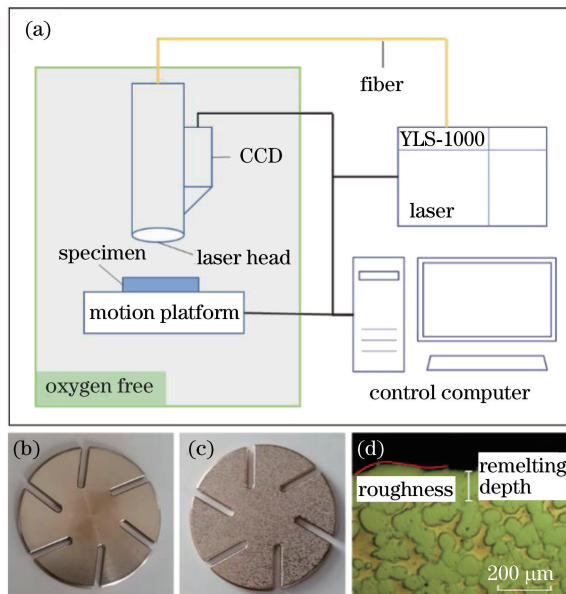 (a)
fiber
YLS-1000
CCD
laser
laser head
specimen
motion platform
oxygen free
control computer
(b)
(c)
(d)
roughness
remelting
depth
200 μm